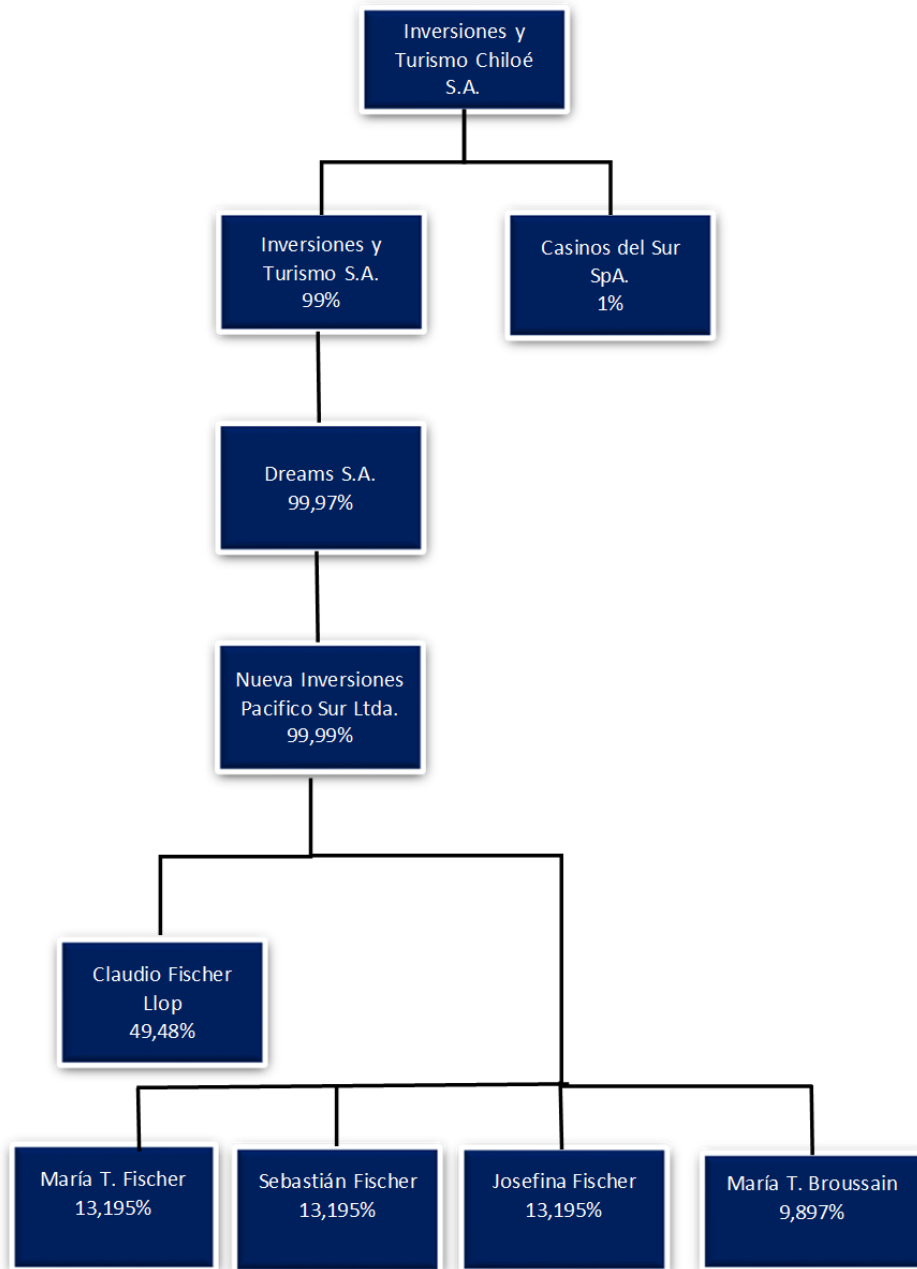 Inversiones y
Turismo Chiloé
S.A.
Inversiones y
Turismo S.A.
99%
Casinos del Sur
SpA.
1%
Dreams S.A.
99,97%
Nueva Inversiones
Pacifico Sur Ltda.
99,99%
Claudio Fischer
Llop
49,48%
María T. Fischer
13,195%
Sebastián Fischer
13,195%
Josefina Fischer
13,195%
María T. Broussain
9,897%